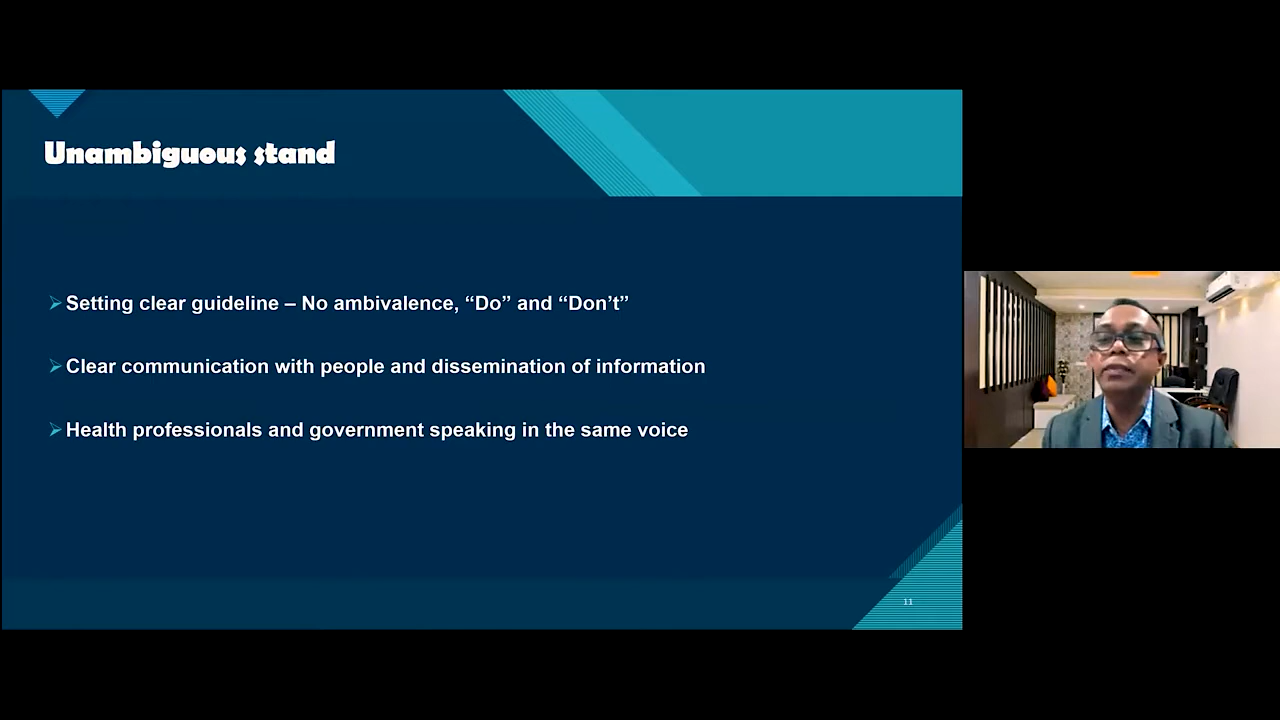 Unambiguous stand
➢Setting clear guideline – No ambivalence, “Do” and “Don’t”
➢Clear communication with people and dissemination of information
➢Health professionals and government speaking in the same voice
11